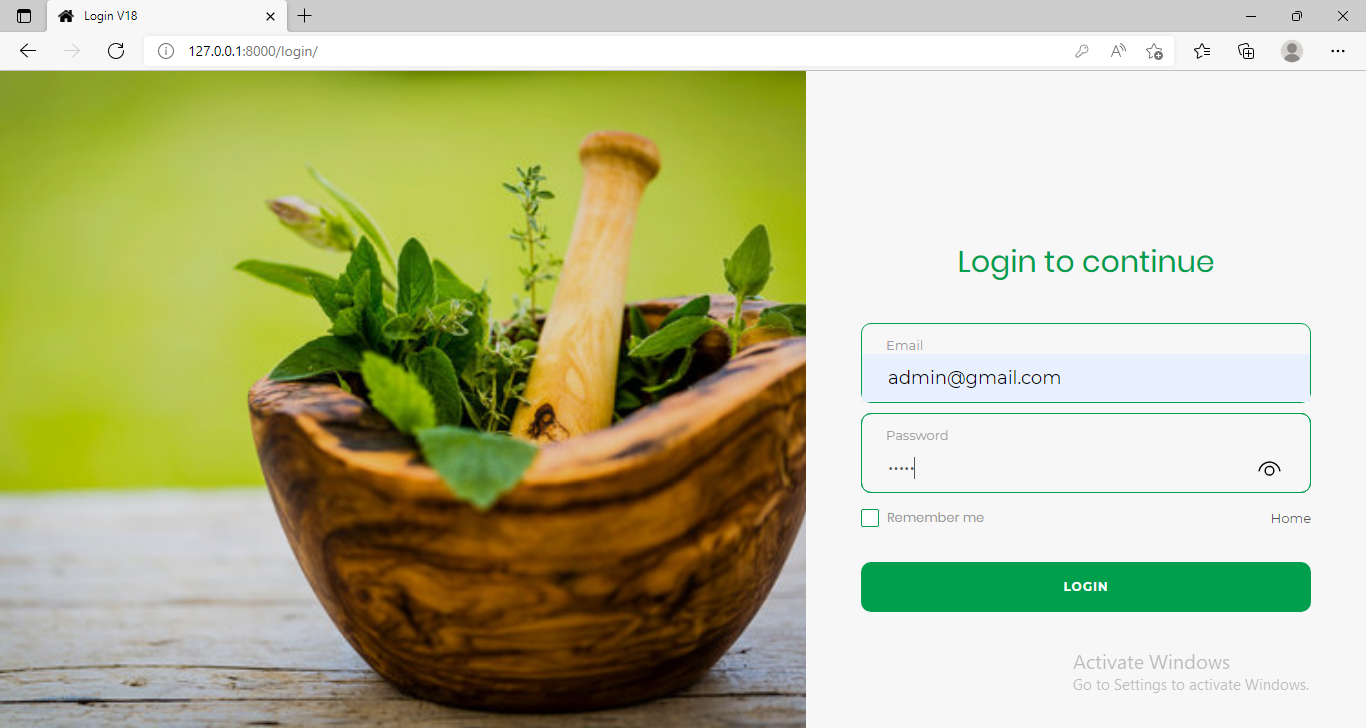 Login V18
127.0.0.1:8000/login/
Login to continue
Email
admin@gmail.com
Password
•••••
Remember me
Home
LOGIN
Activate Windows
Go to Settings to activate Windows.